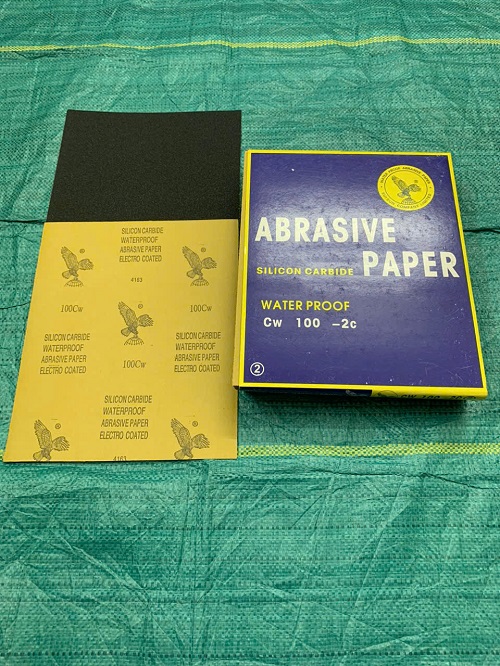 SILICON CARBIDE
WATERPROOF
ABRASIVE PAPER
ELECTRO COATED
4163
100Cw
100Cw
SILICON CARBIDE
WATERPROOF
ABRASIVE PAPER
ELECTRO COATED
100Cw
SILICON CARBIDE
WATERPROOF
ABRASIVE PAPER
ELECTRO COATED
SILICON CARBIDE
WATERPROOF
ABRASIVE PAPER
ELECTRO COATED
4163
ABRASIVE
SILICON CARBIDE PAPER
WATER PROOF
Cw 100 -2c
2